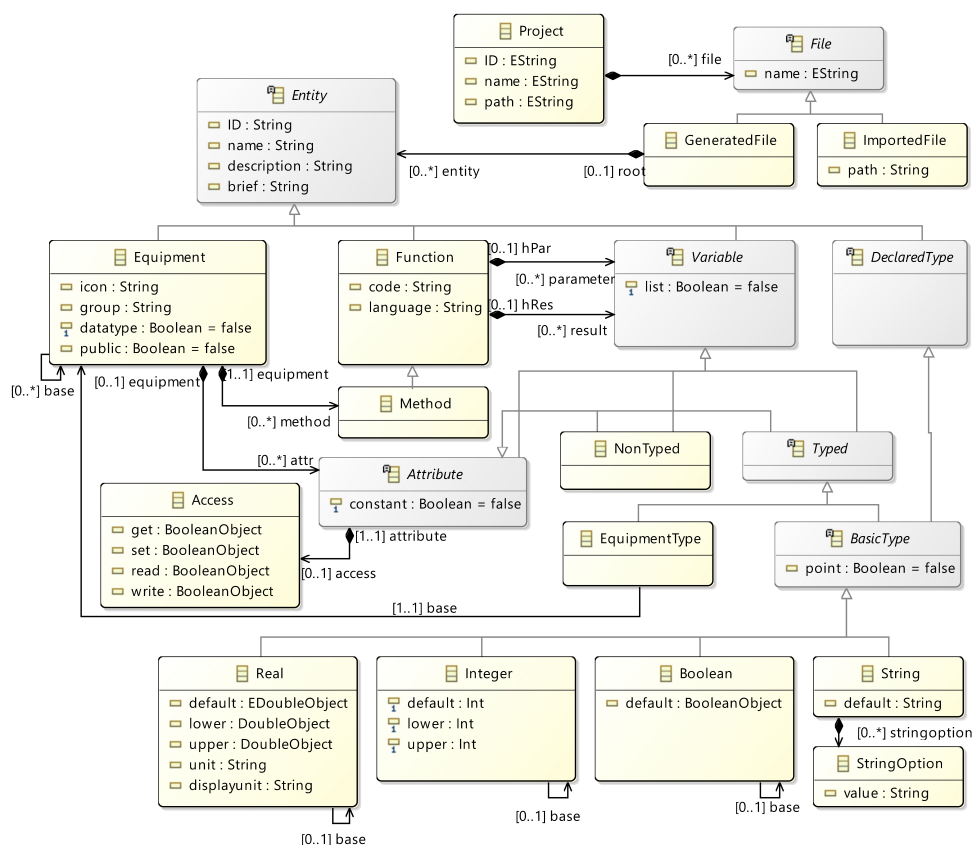 Project
ID : EString
name : EString
path : EString
[0..*] file
File
name : EString
Entity
ID : String
name : String
description : String
brief : String
[0..*] entity
[0..1] root
GeneratedFile
ImportedFile
path : String
Equipment
icon : String
group : String
datatype : Boolean = false
public : Boolean = false
[0..*] base
[0..1] equipment
[1..1] equipment
Function
code : String
language : String
[0..1] hPar
[0..*] parameter
[0..1] hRes
[0..*] result
Variable
list : Boolean = false
DeclaredType
[0..*] method
Method
[0..*] attr
Attribute
constant : Boolean = false
NonTyped
Typed
Access
get : BooleanObject
set : BooleanObject
read : BooleanObject
write : BooleanObject
[1..1] attribute
[0..1] access
EquipmentType
BasicType
point : Boolean = false
[1..1] base
Real
default : EDoubleObject
lower : DoubleObject
upper : DoubleObject
unit : String
displayunit : String
[0..1] base
Integer
default : Int
lower : Int
upper : Int
[0..1] base
Boolean
default : BooleanObject
[0..1] base
String
default : String
[0..*] stringoption
StringOption
value : String